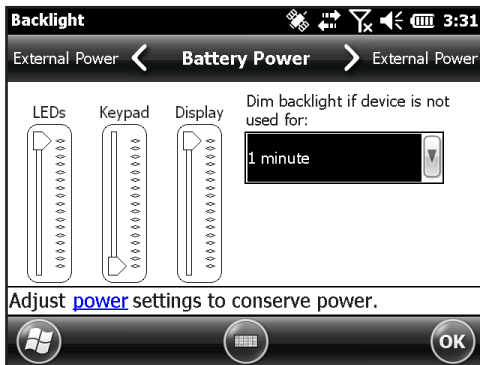 Backlight 3:31
External Power Battery Power External Power
LEDs Keypad Display
Dim backlight if device is not
used for:
1 minute
Adjust power settings to conserve power.
OK